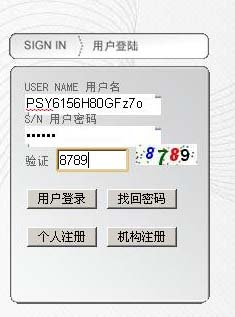 SIGN IN 用户登陆
USER NAME 用户名
PSY6156H80GFz7o
S/N 用户密码
••••••
验证 8789 8789
用户登录 找回密码
个人注册 机构注册